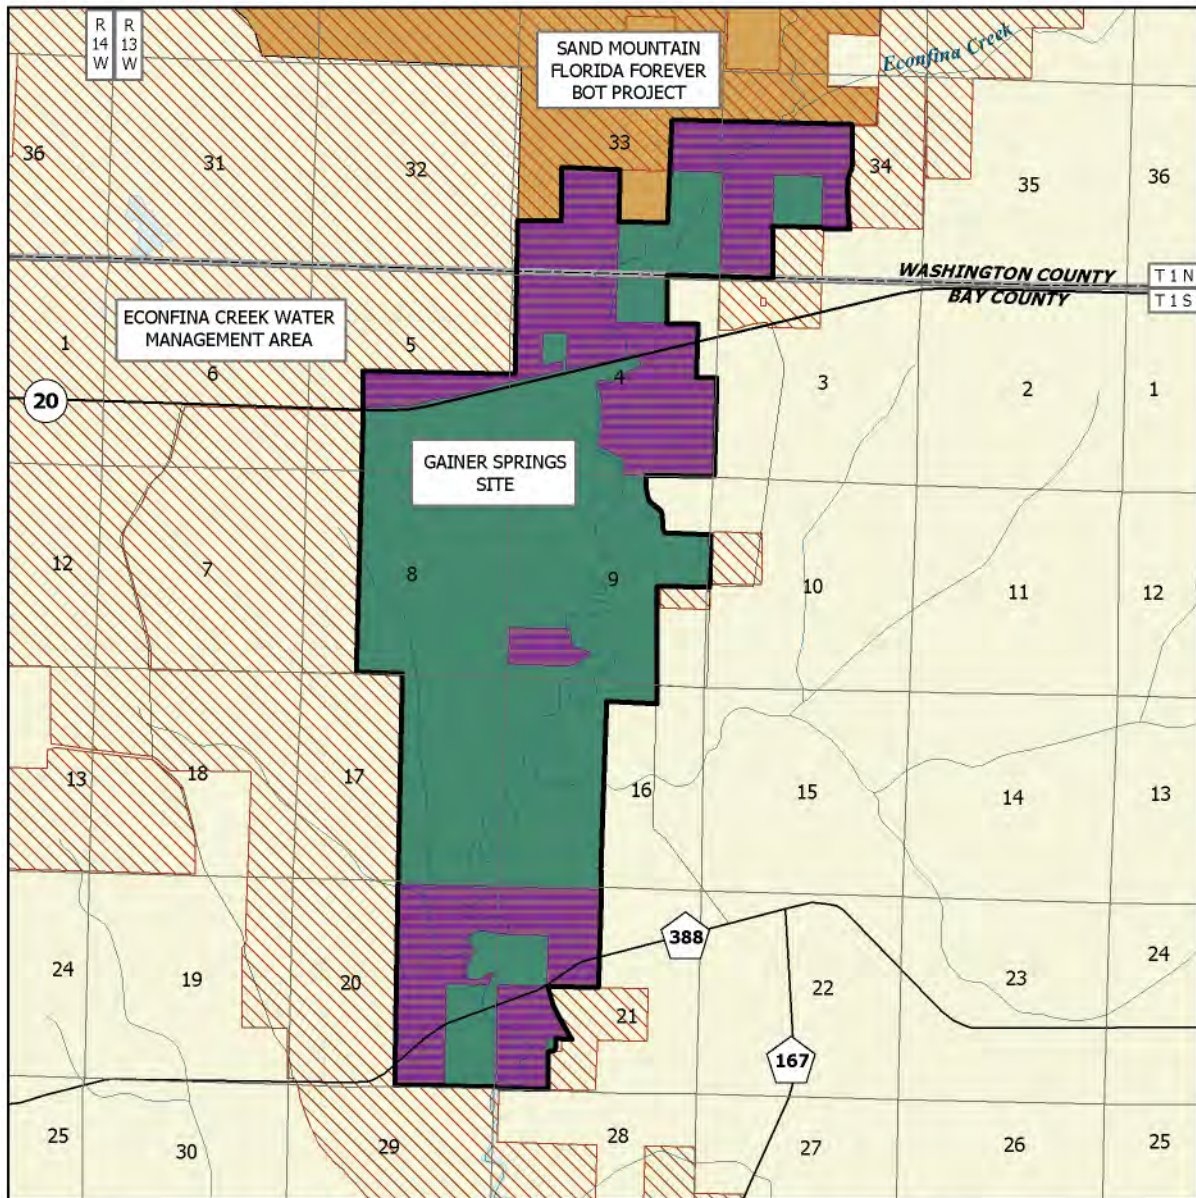 R
14
W
R
13
W
SAND MOUNTAIN
FLORIDA FOREVER
BOT PROJECT
Econfina Creek
33
36
31
32
34
35
36
WASHINGTON COUNTY
BAY COUNTY
T 1 N
T 1 S
ECONFINA CREEK WATER
MANAGEMENT AREA
1
6
5
4
3
2
1
20
GAINER SPRINGS
SITE
12
7
8
9
10
11
12
13
18
17
16
15
14
13
388
24
19
20
21
22
23
24
167
25
30
29
28
27
26
25